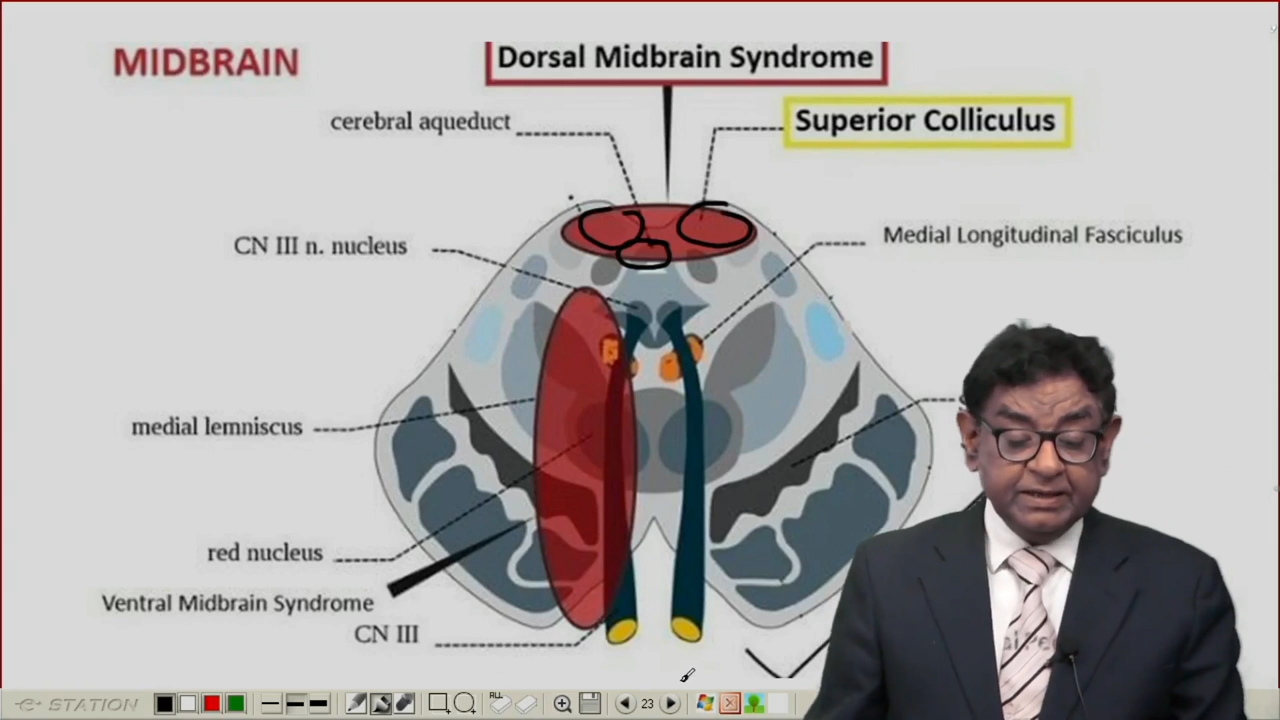 MIDBRAIN
Dorsal Midbrain Syndrome
cerebral aqueduct
Superior Colliculus
CN III n. nucleus
Medial Longitudinal Fasciculus
medial lemniscus
red nucleus
Ventral Midbrain Syndrome
CN III
e-STATION
ALL
23